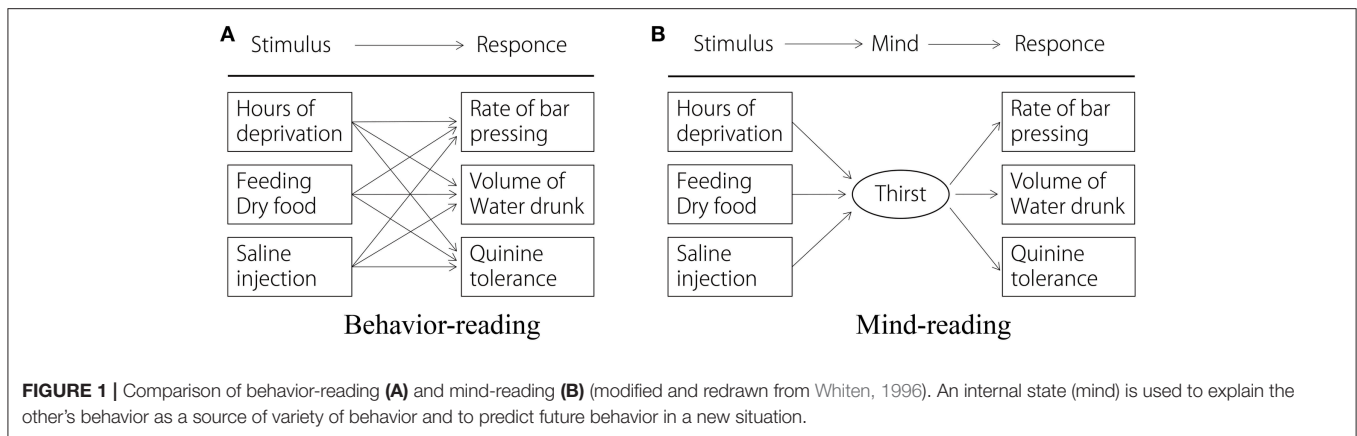 A
Stimulus
Responce
Hours of
deprivation
Rate of bar
pressing
Feeding
Dry food
Volume of
Water drunk
Saline
injection
Quinine
tolerance
Behavior-reading
B
Stimulus
Mind
Responce
Hours of
deprivation
Rate of bar
pressing
Feeding
Dry food
Thirst
Volume of
Water drunk
Saline
injection
Quinine
tolerance
Mind-reading
FIGURE 1 | Comparison of behavior-reading (A) and mind-reading (B) (modified and redrawn from Whiten, 1996). An internal state (mind) is used to explain the
other's behavior as a source of variety of behavior and to predict future behavior in a new situation.